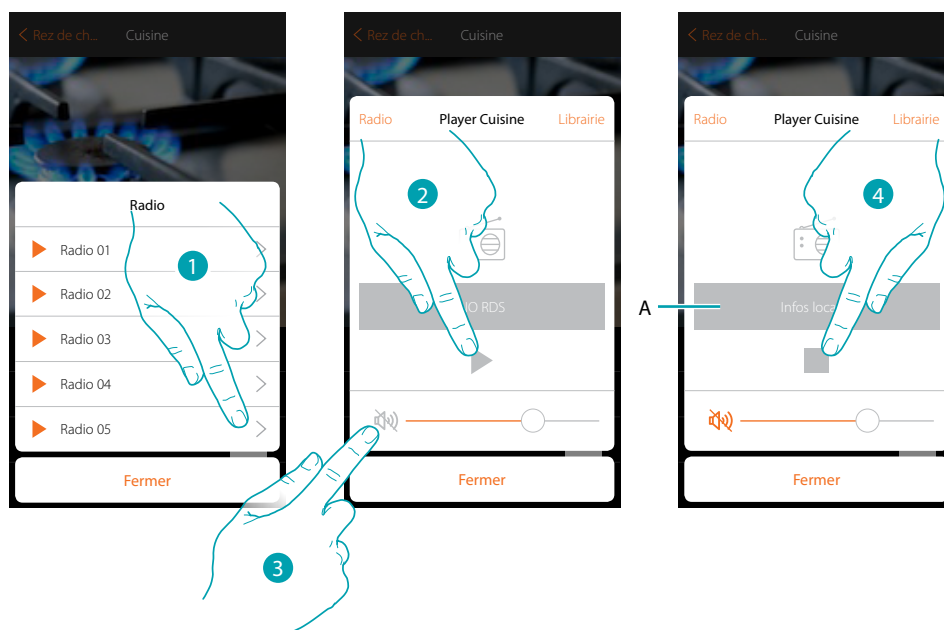 Rez de ch... Cuisine
Radio
Radio 01
Radio 02
Radio 03
Radio 04
Radio 05
Fermer
1
Rez de ch... Cuisine
Radio Player Cuisine Librairie
2
RDS
Fermer
3
Rez de ch... Cuisine
Radio Player Cuisine Librairie
4
A
Infos
Fermer